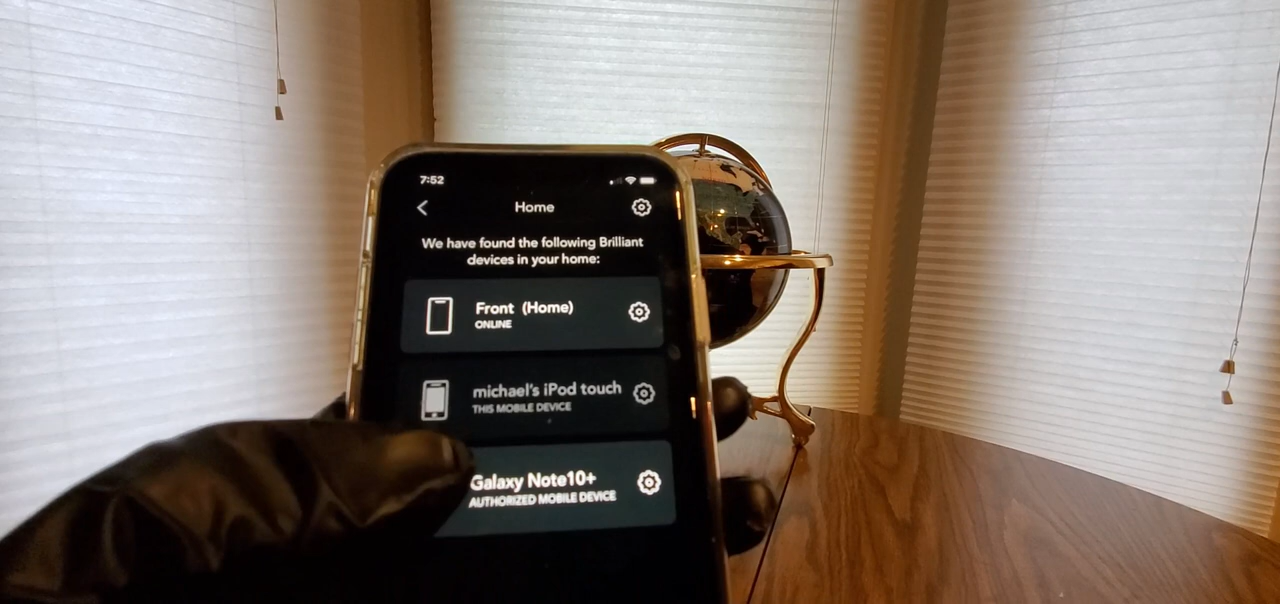 7:52
Home
We have found the following Brilliant
devices in your home:
Front (Home)
ONLINE
michael's iPod touch
THIS MOBILE DEVICE
Galaxy Note10+
AUTHORIZED MOBILE DEVICE